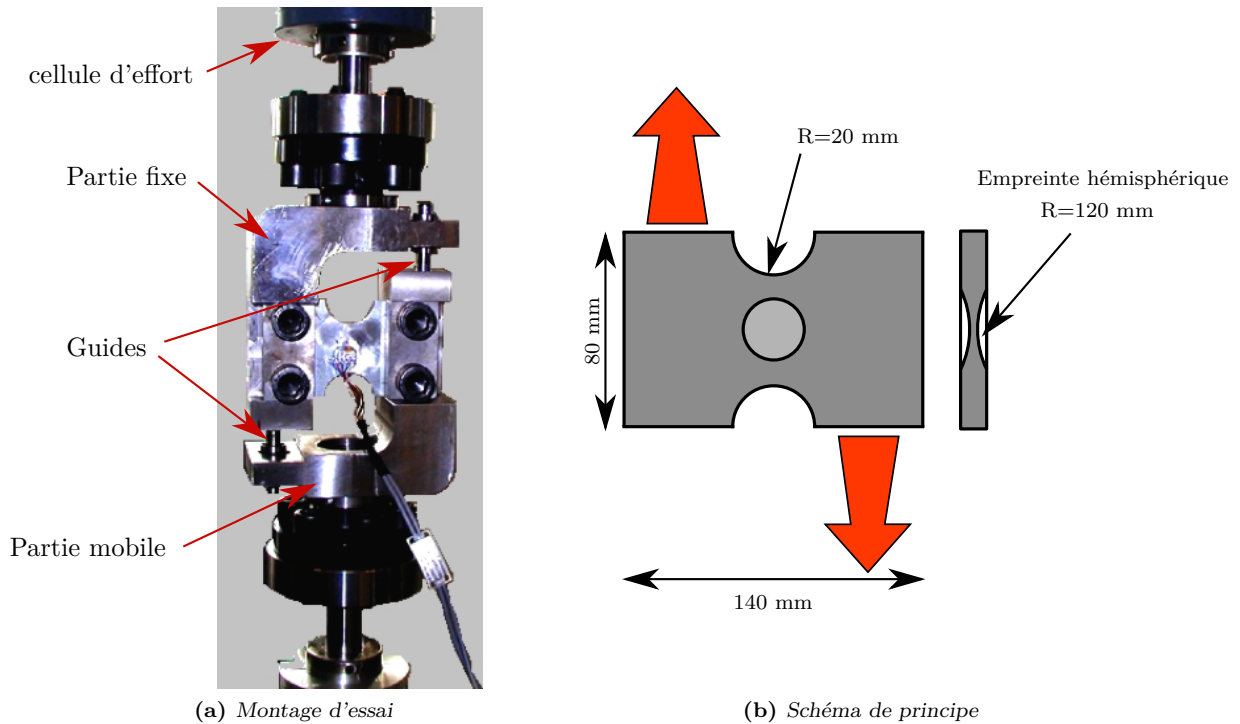 cellule d'effort
Partie fixe
Guides
Partie mobile
(a) Montage d'essai
R=20 mm
Empreinte hémisphérique
R=120 mm
80 mm
140 mm
(b) Schéma de principe